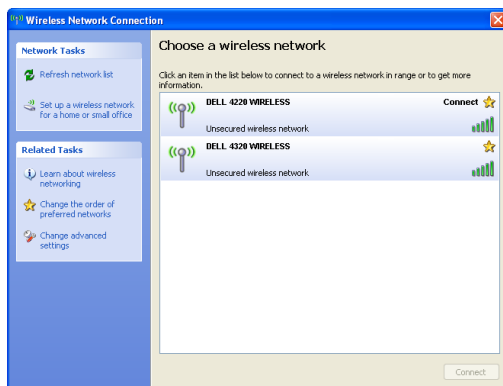 Wireless Network Connection
Network Tasks
Refresh network list
Set up a wireless network
for a home or small office
Related Tasks
Learn about wireless
networking
Change the order of
preferred networks
Change advanced
settings
Choose a wireless network
Click an item in the list below to connect to a wireless network in range or to get more
information.
DELL 4220 WIRELESS Connect
Unsecured wireless network
DELL 4320 WIRELESS
Unsecured wireless network
Connect